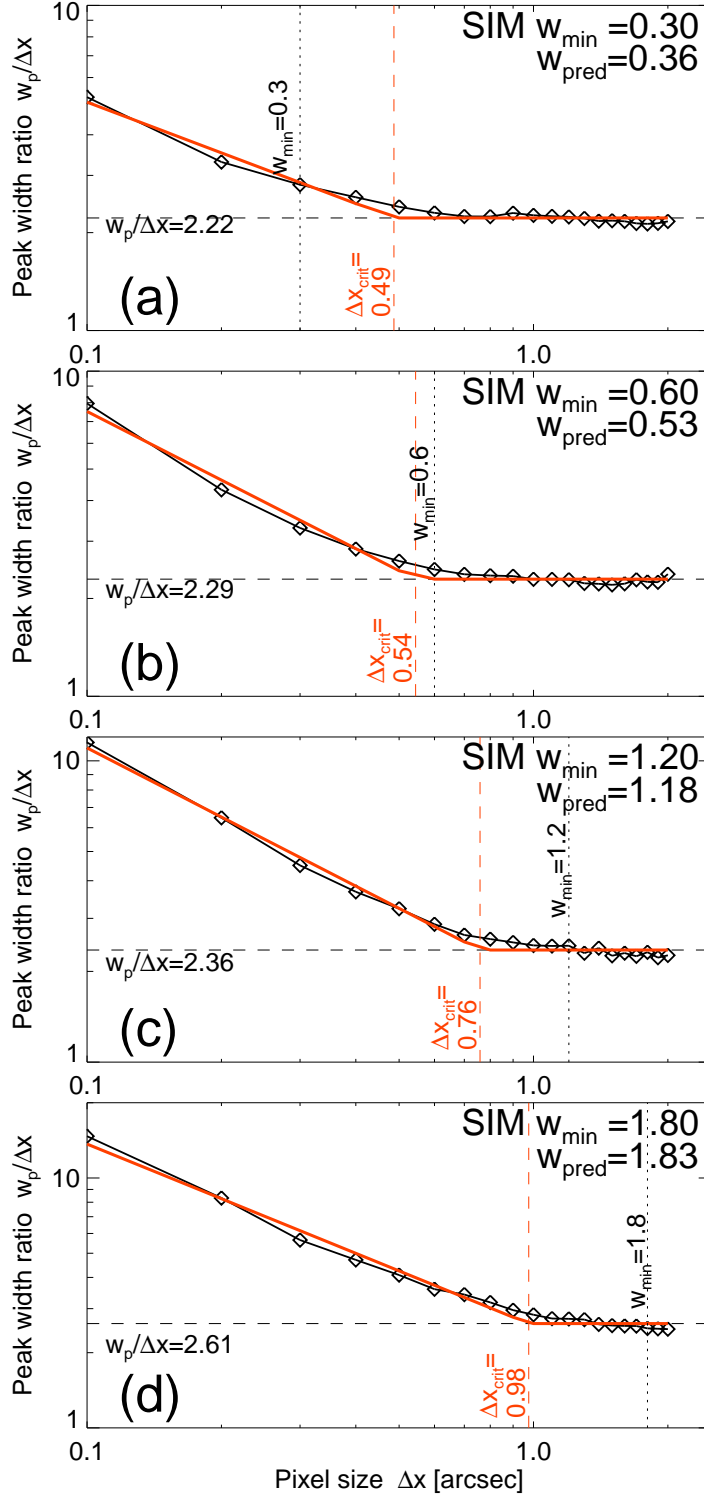 10
SIM w_min =0.30
w_pred=0.36
w_min=0.3
Peak width ratio w_p/Δx
w_p/Δx=2.22
(a)
Δx_crit=
0.49
1
0.1
1.0
10
SIM w_min =0.60
w_pred=0.53
w_min=0.6
Peak width ratio w_p/Δx
w_p/Δx=2.29
(b)
Δx_crit=
0.54
1
0.1
1.0
10
SIM w_min =1.20
w_pred=1.18
w_min=1.2
Peak width ratio w_p/Δx
w_p/Δx=2.36
(c)
Δx_crit=
0.76
1
0.1
1.0
10
SIM w_min =1.80
w_pred=1.83
w_min=1.8
Peak width ratio w_p/Δx
w_p/Δx=2.61
(d)
Δx_crit=
0.98
1
0.1
1.0
Pixel size Δx [arcsec]